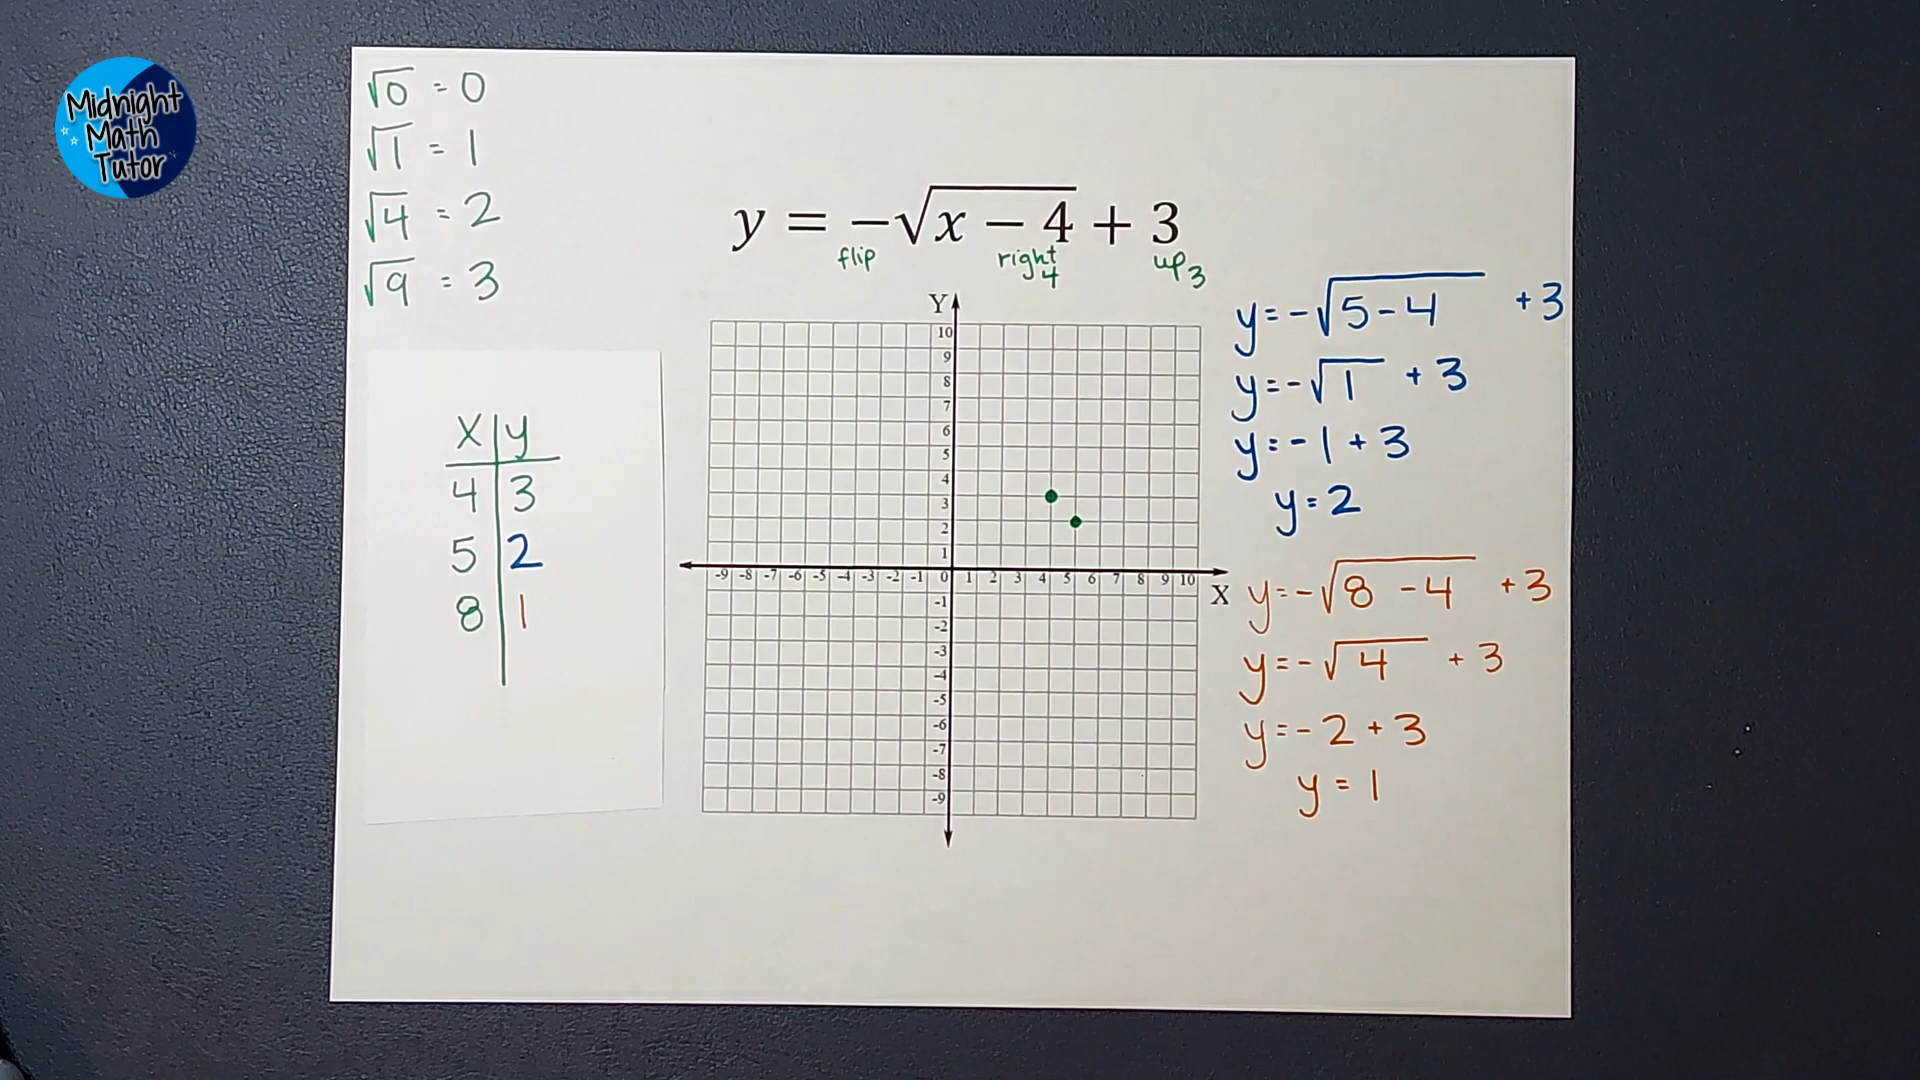 Midnight
Math
Tutor
√0 = 0
√1 = 1
√4 = 2
√9 = 3
y = -√(x - 4) + 3
flip right 4 up 3
x | y
4 | 3
5 | 2
8 | 1
Y
10
9
8
7
6
5
4
3
2
1
-9 -8 -7 -6 -5 -4 -3 -2 -1 0 1 2 3 4 5 6 7 8 9 10
X
-1
-2
-3
-4
-5
-6
-7
-8
-9
y = -√(5 - 4) + 3
y = -√1 + 3
y = -1 + 3
y = 2
y = -√(8 - 4) + 3
y = -√4 + 3
y = -2 + 3
y = 1